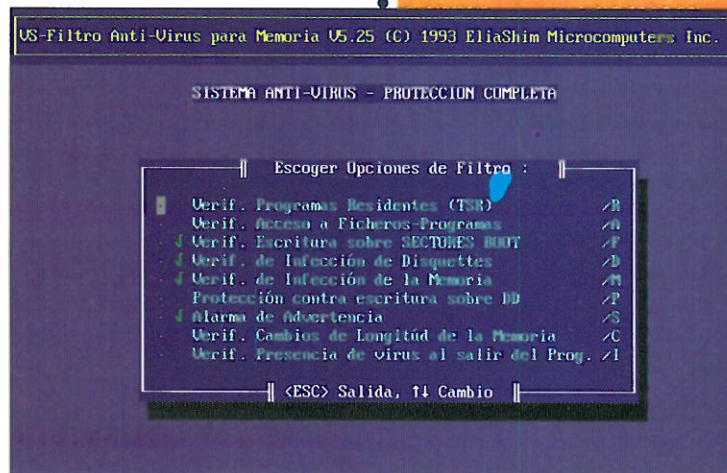 VS-Filtro Anti-Virus para Memoria V5.25 (C) 1993 EliaShim Microcomputers Inc.
SISTEMA ANTI-VIRUS - PROTECCION COMPLETA
Escoger Opciones de Filtro :
Verif. Programas Residentes (TSR) /R
Verif. Acceso a Ficheros-Programas /A
√ Verif. Escritura sobre SECTORES BOOT /F
√ Verif. de Infección de Disquettes /D
√ Verif. de Infección de la Memoria /M
Protección contra escritura sobre DD /P
√ Alarma de Advertencia /S
Verif. Cambios de Longitúd de la Memoria /C
Verif. Presencia de virus al salir del Prog. /I
<ESC> Salida, ↑↓ Cambio